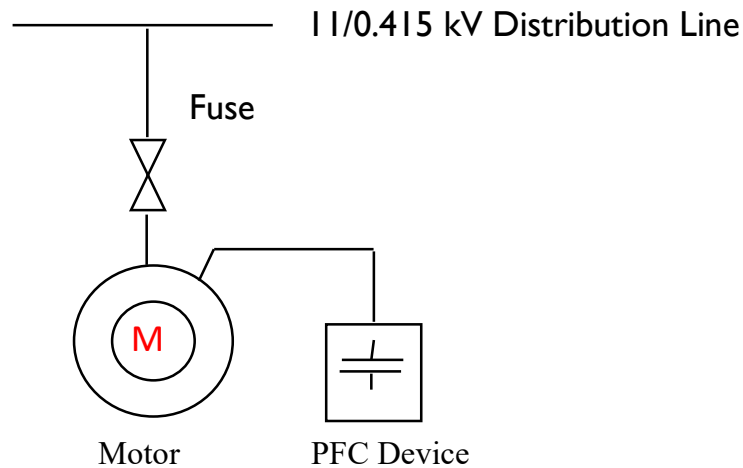 11/0.415 kV Distribution Line
Fuse
M
Motor
PFC Device